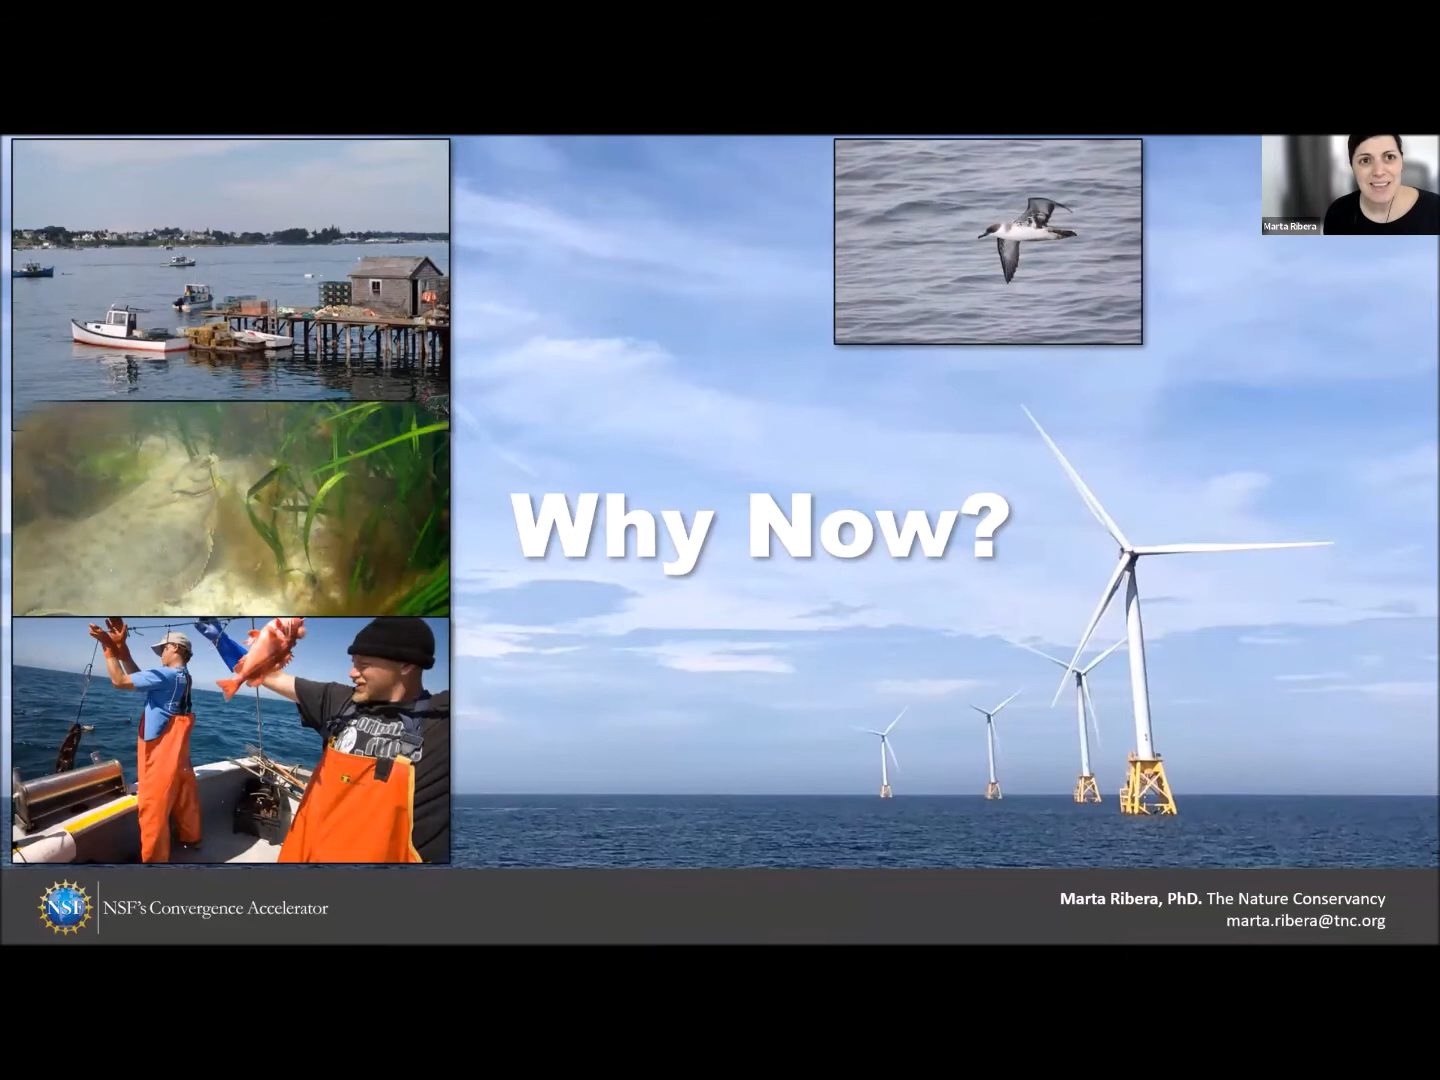 Marta Ribera
Why Now?
NSF
NSF's Convergence Accelerator
Marta Ribera, PhD. The Nature Conservancy
marta.ribera@tnc.org